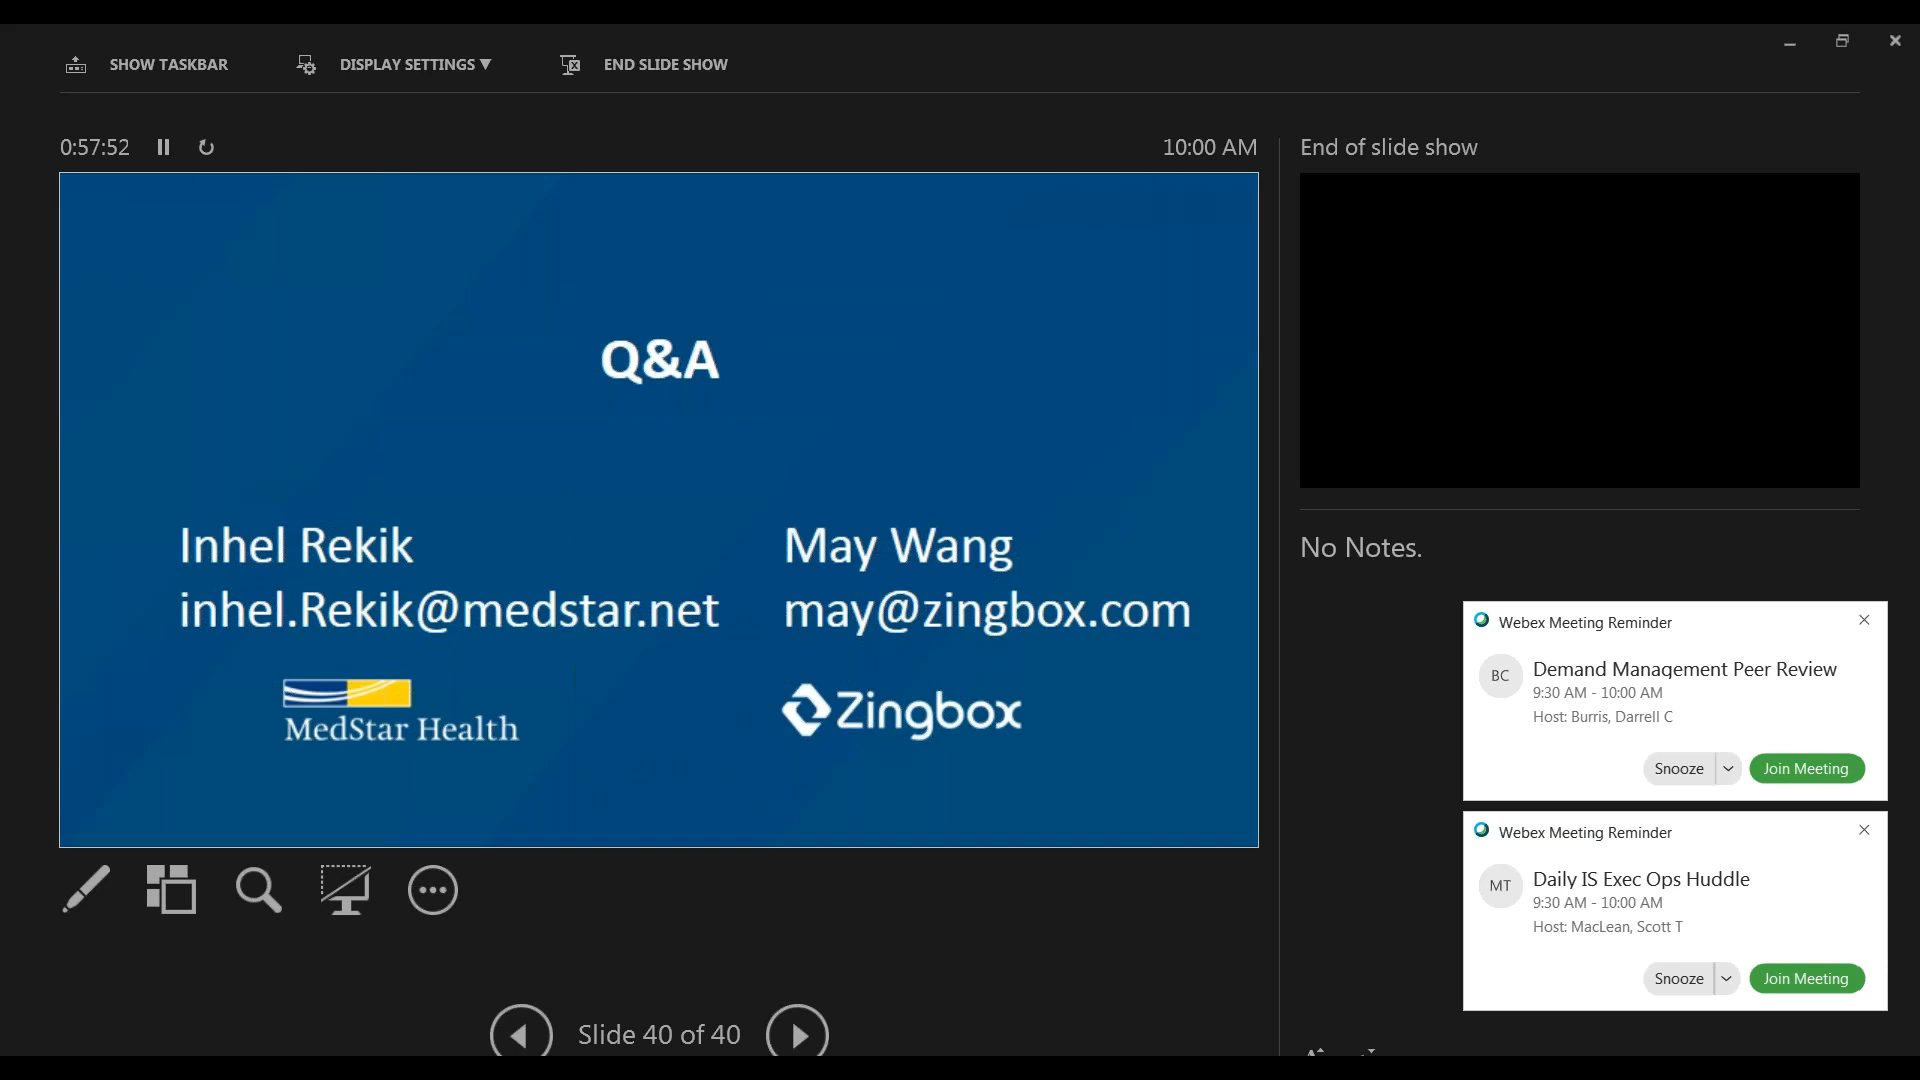 SHOW TASKBAR
DISPLAY SETTINGS ▼
END SLIDE SHOW
0:57:52
10:00 AM
End of slide show
Q&A
Inhel Rekik
inhel.Rekik@medstar.net
MedStar Health
May Wang
may@zingbox.com
Zingbox
No Notes.
Webex Meeting Reminder
BC
Demand Management Peer Review
9:30 AM - 10:00 AM
Host: Burris, Darrell C
Snooze
Join Meeting
Webex Meeting Reminder
MT
Daily IS Exec Ops Huddle
9:30 AM - 10:00 AM
Host: MacLean, Scott T
Snooze
Join Meeting
Slide 40 of 40